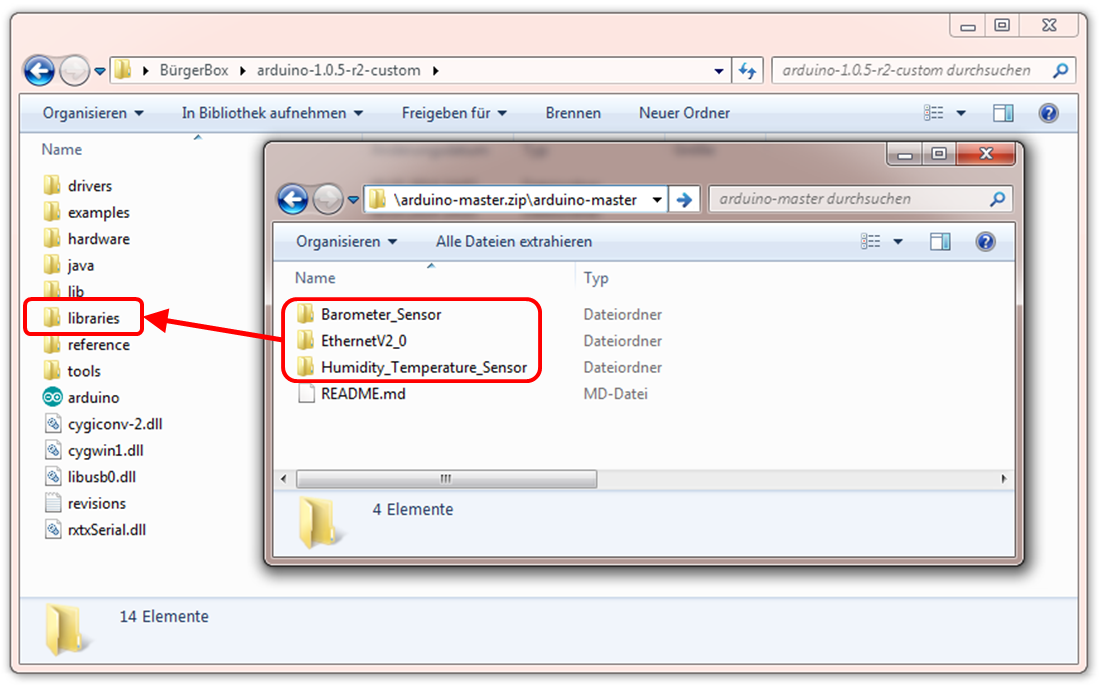 BürgerBox arduino-1.0.5-r2-custom
arduino-1.0.5-r2-custom durchsuchen
Organisieren In Bibliothek aufnehmen Freigeben für Brennen Neuer Ordner
Name
drivers
examples
hardware
java
lib
libraries
reference
tools
arduino
cygiconv-2.dll
cygwin1.dll
libusb0.dll
revisions
rxtxSerial.dll
14 Elemente
\arduino-master.zip\arduino-master
arduino-master durchsuchen
Organisieren Alle Dateien extrahieren
Name Typ
Barometer_Sensor Dateiordner
EthernetV2_0 Dateiordner
Humidity_Temperature_Sensor Dateiordner
README.md MD-Datei
4 Elemente